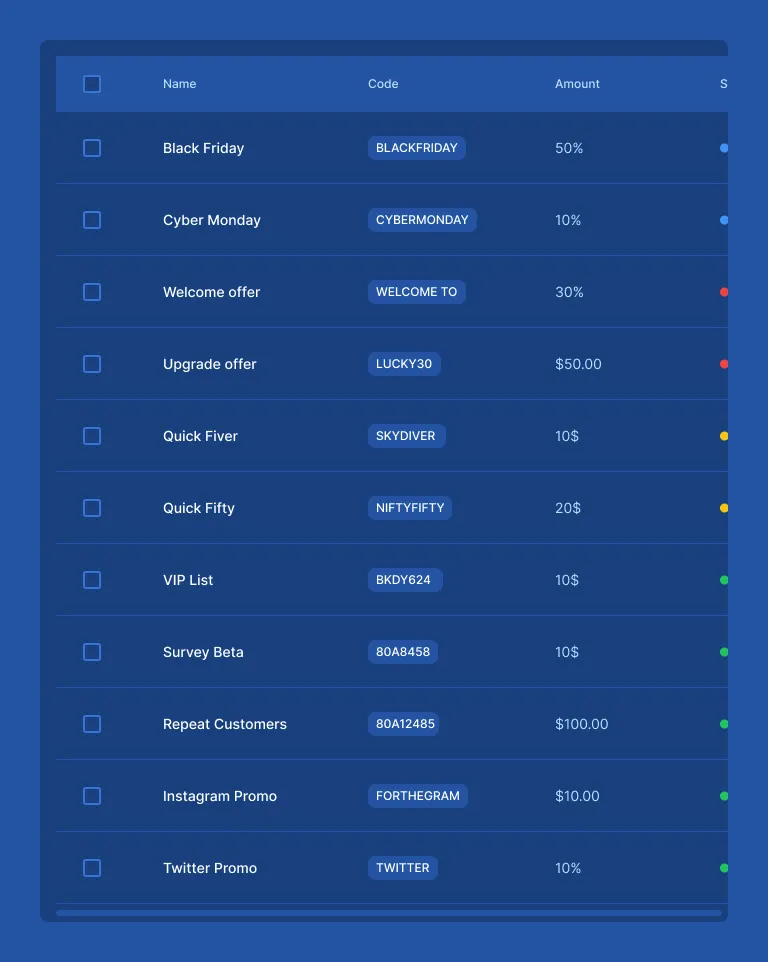 Name Code Amount S
Black Friday BLACKFRIDAY 50%
Cyber Monday CYBERMONDAY 10%
Welcome offer WELCOME TO 30%
Upgrade offer LUCKY30 $50.00
Quick Fiver SKYDIVER 10$
Quick Fifty NIFTYFIFTY 20$
VIP List BKDY624 10$
Survey Beta 80A8458 10$
Repeat Customers 80A12485 $100.00
Instagram Promo FORTHEGRAM $10.00
Twitter Promo TWITTER 10%